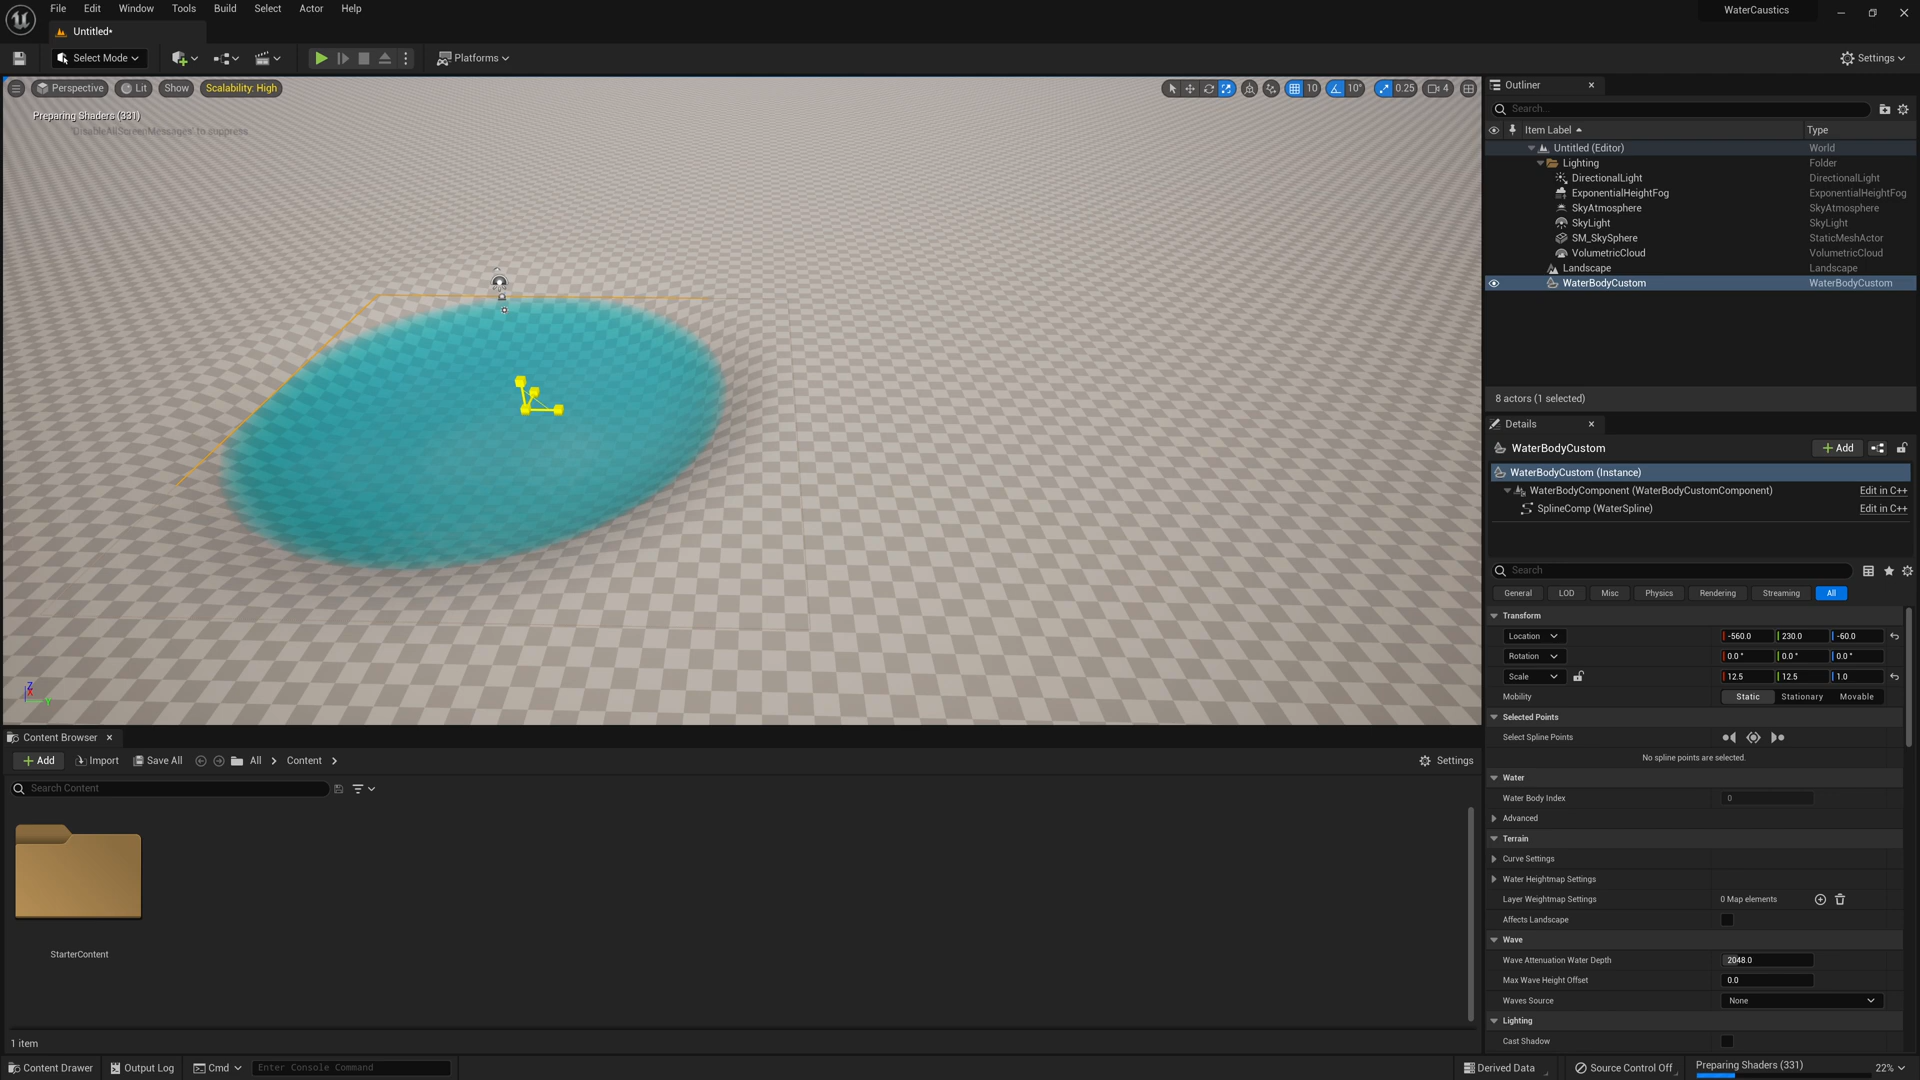 File Edit Window Tools Build Select Actor Help
WaterCaustics
Untitled*
Select Mode
Platforms
Settings
Perspective Lit Show Scalability: High
10 10° 0.25 4
Preparing Shaders (331)
'DisableAllScreenMessages' to suppress
Z
X
Y
Outliner
Search...
Item Label Type
Untitled (Editor) World
Lighting Folder
DirectionalLight DirectionalLight
ExponentialHeightFog ExponentialHeightFog
SkyAtmosphere SkyAtmosphere
SkyLight SkyLight
SM_SkySphere StaticMeshActor
VolumetricCloud VolumetricCloud
Landscape Landscape
WaterBodyCustom WaterBodyCustom
8 actors (1 selected)
Details
WaterBodyCustom
Add
WaterBodyCustom (Instance)
WaterBodyComponent (WaterBodyCustomComponent) Edit in C++
SplineComp (WaterSpline) Edit in C++
Search
General LOD Misc Physics Rendering Streaming All
Transform
Location -560.0 230.0 -60.0
Rotation 0.0° 0.0° 0.0°
Scale 12.5 12.5 1.0
Mobility Static Stationary Movable
Selected Points
Select Spline Points
No spline points are selected.
Water
Water Body Index 0
Advanced
Terrain
Curve Settings
Water Heightmap Settings
Layer Weightmap Settings 0 Map elements
Affects Landscape
Wave
Wave Attenuation Water Depth 2048.0
Max Wave Height Offset 0.0
Waves Source None
Lighting
Cast Shadow
Content Browser
Add Import Save All All Content Settings
Search Content
StarterContent
1 item
Content Drawer Output Log Cmd Enter Console Command Derived Data Source Control Off Preparing Shaders (331) 22%